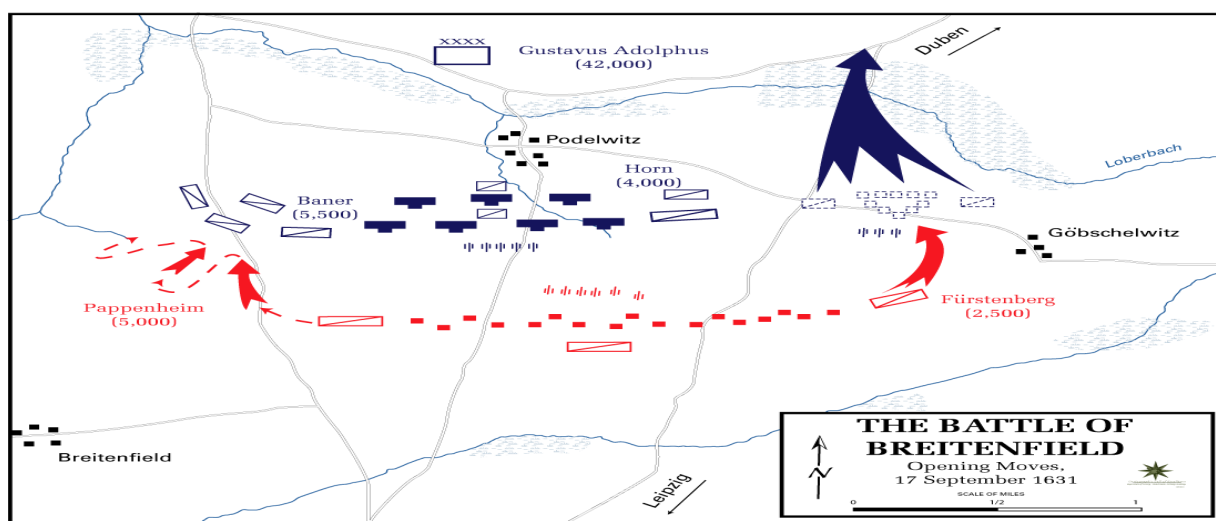 XXXX
Gustavus Adolphus
(42,000)
Duben
Podelwitz
Loberbach
Horn
(4,000)
Baner
(5,500)
Göbschelwitz
Pappenheim
(5,000)
Fürstenberg
(2,500)
Breitenfield
Leipzig
THE BATTLE OF
BREITENFIELD
Opening Moves,
17 September 1631
N
SCALE OF MILES
0 1/2 1